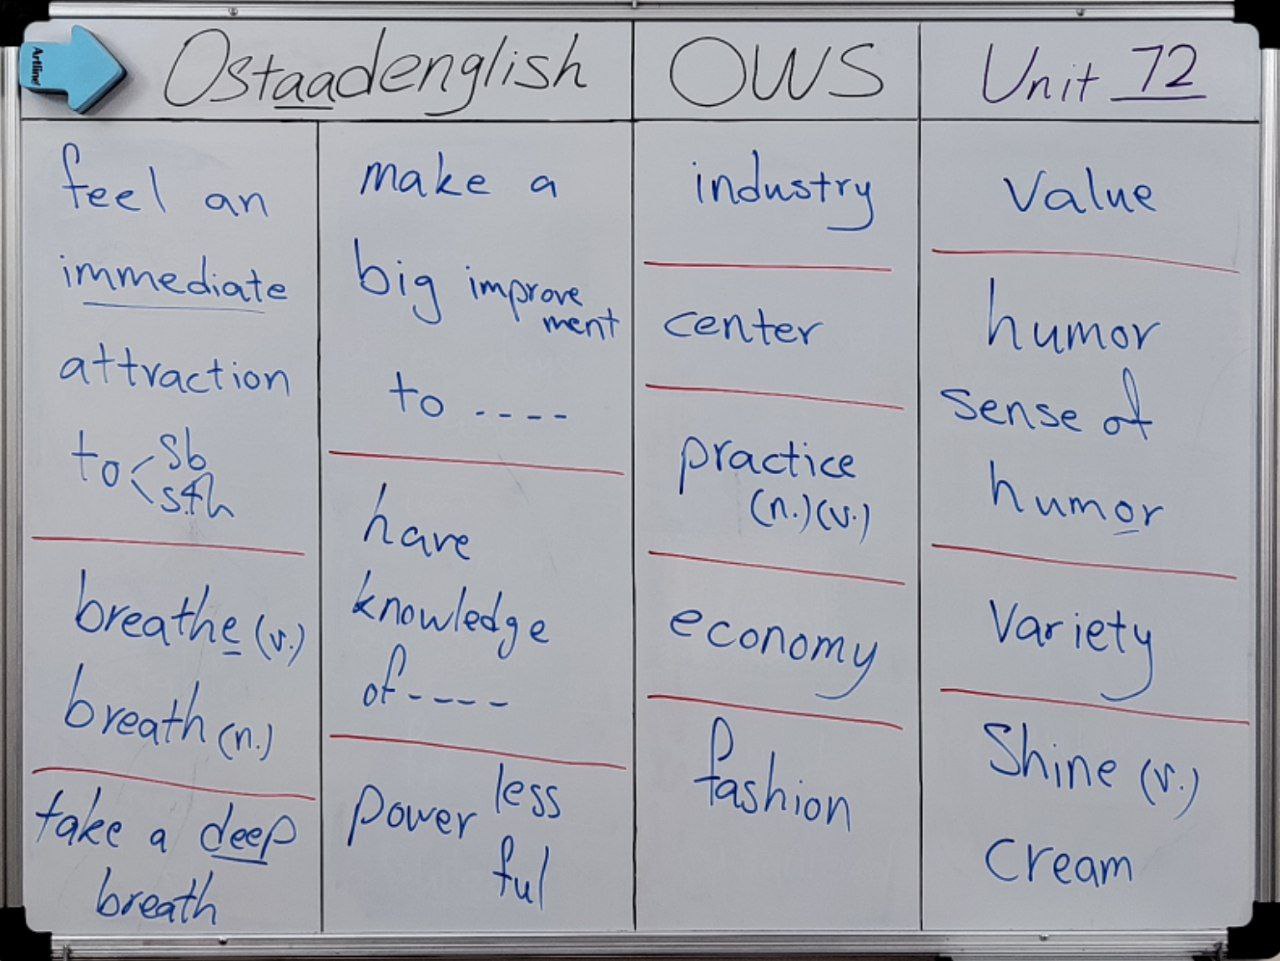 Artline
Ostaadenglish
OWS
Unit 72
feel an
immediate
attraction
to < sb
sth
breathe (v.)
breath (n.)
take a deep
breath
make a
big improve
ment
to ----
have
knowledge
of ----
power less
ful
industry
center
practice
(n.)(v.)
economy
fashion
Value
humor
sense of
humor
Variety
Shine (v.)
Cream